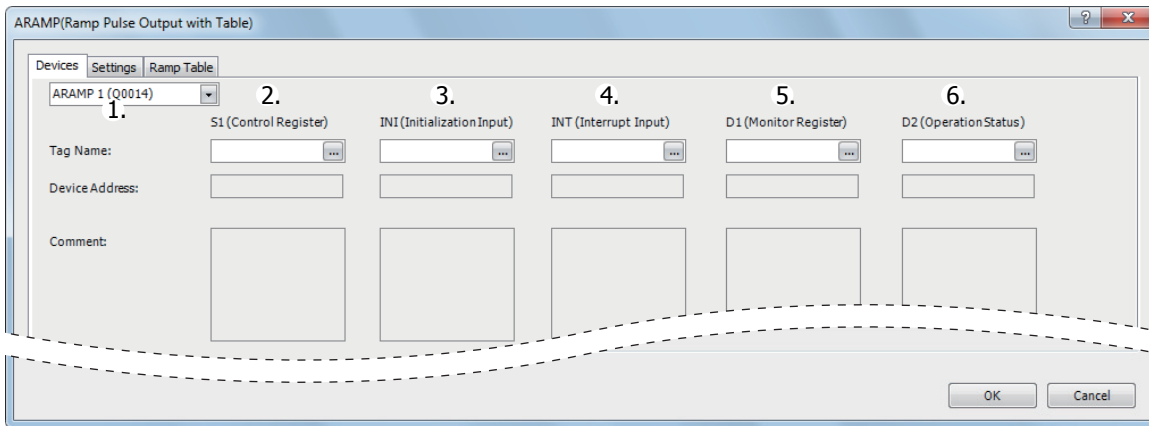 ARAMP(Ramp Pulse Output with Table)
?
X
Devices Settings Ramp Table
ARAMP 1 (Q0014)
1. 2. 3. 4. 5. 6.
S1 (Control Register) INI (Initialization Input) INT (Interrupt Input) D1 (Monitor Register) D2 (Operation Status)
Tag Name: ... ... ... ... ...
Device Address:
Comment:
OK Cancel